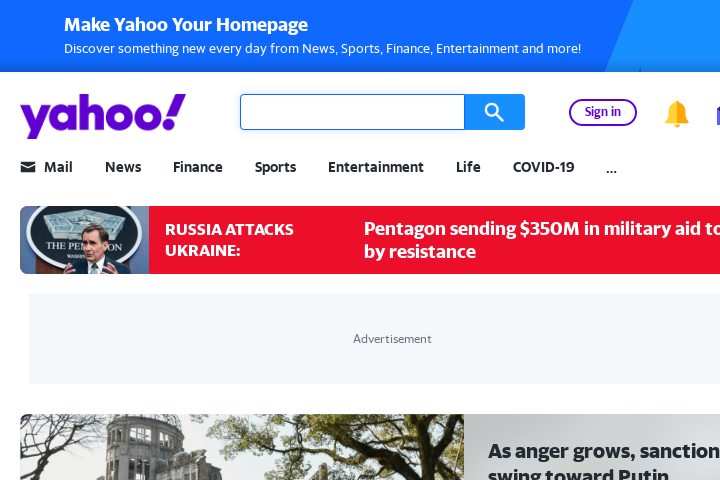 Make Yahoo Your Homepage
Discover something new every day from News, Sports, Finance, Entertainment and more!
yahoo!
Sign in
Mail News Finance Sports Entertainment Life COVID-19 ...
THE PENTAGON
RUSSIA ATTACKS
UKRAINE:
Pentagon sending $350M in military aid to
by resistance
Advertisement
As anger grows, sanction
swing toward Putin